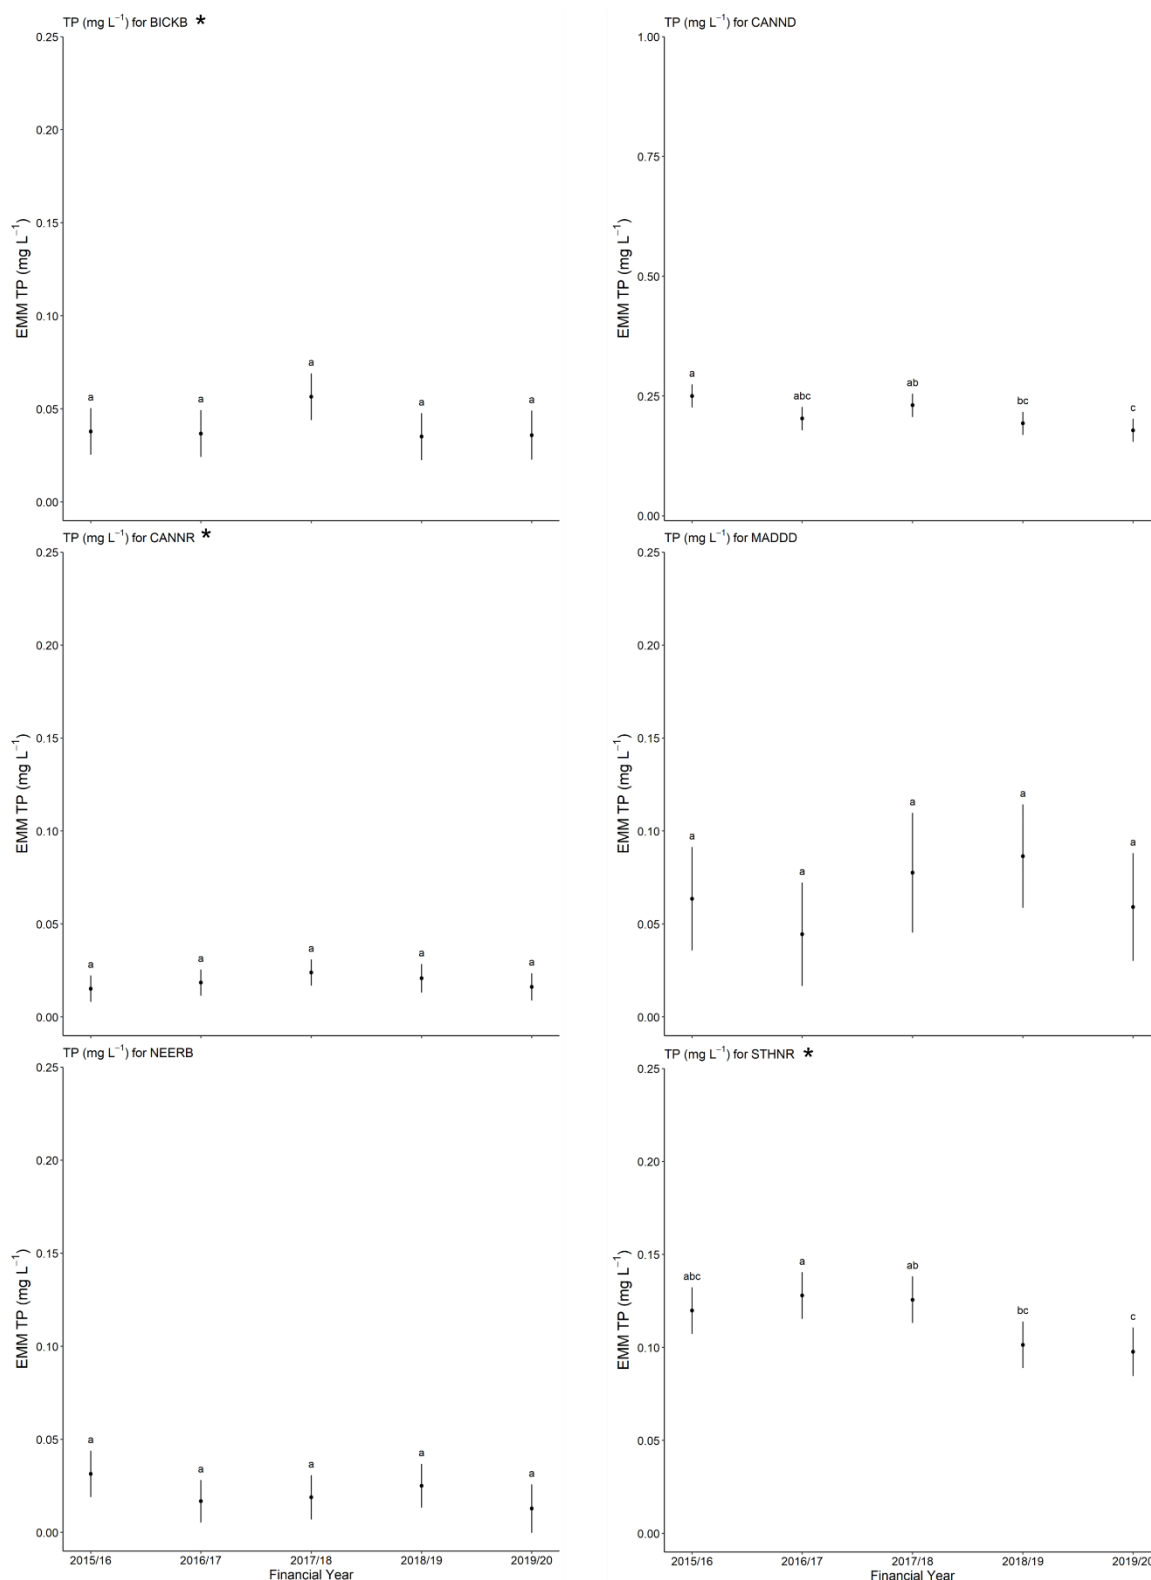 TP (mg L⁻¹) for BICKB *
EMM TP (mg L⁻¹)
0.25
0.20
0.15
0.10
0.05
0.00
a
a
a
a
a
TP (mg L⁻¹) for CANND
EMM TP (mg L⁻¹)
1.00
0.75
0.50
0.25
0.00
a
abc
ab
bc
c
TP (mg L⁻¹) for CANNR *
EMM TP (mg L⁻¹)
0.25
0.20
0.15
0.10
0.05
0.00
a
a
a
a
a
TP (mg L⁻¹) for MADDD
EMM TP (mg L⁻¹)
0.25
0.20
0.15
0.10
0.05
0.00
a
a
a
a
a
TP (mg L⁻¹) for NEERB
EMM TP (mg L⁻¹)
0.25
0.20
0.15
0.10
0.05
0.00
a
a
a
a
a
2015/16 2016/17 2017/18 2018/19 2019/20
Financial Year
TP (mg L⁻¹) for STHNR *
EMM TP (mg L⁻¹)
0.25
0.20
0.15
0.10
0.05
0.00
abc
a
ab
bc
c
2015/16 2016/17 2017/18 2018/19 2019/20
Financial Year